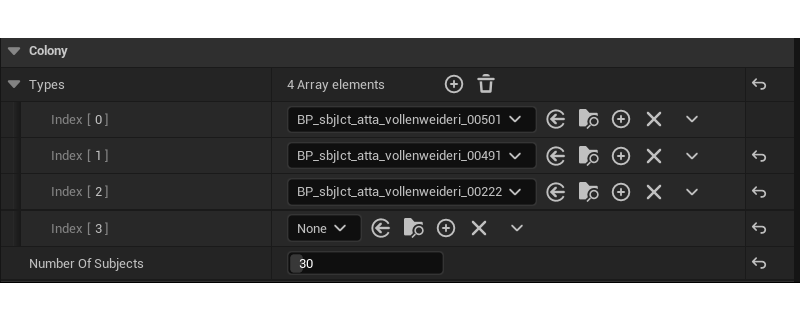 Colony
Types 4 Array elements
Index [ 0 ] BP_sbjIct_atta_vollenweideri_00501
Index [ 1 ] BP_sbjIct_atta_vollenweideri_00491
Index [ 2 ] BP_sbjIct_atta_vollenweideri_00222
Index [ 3 ] None
Number Of Subjects 30